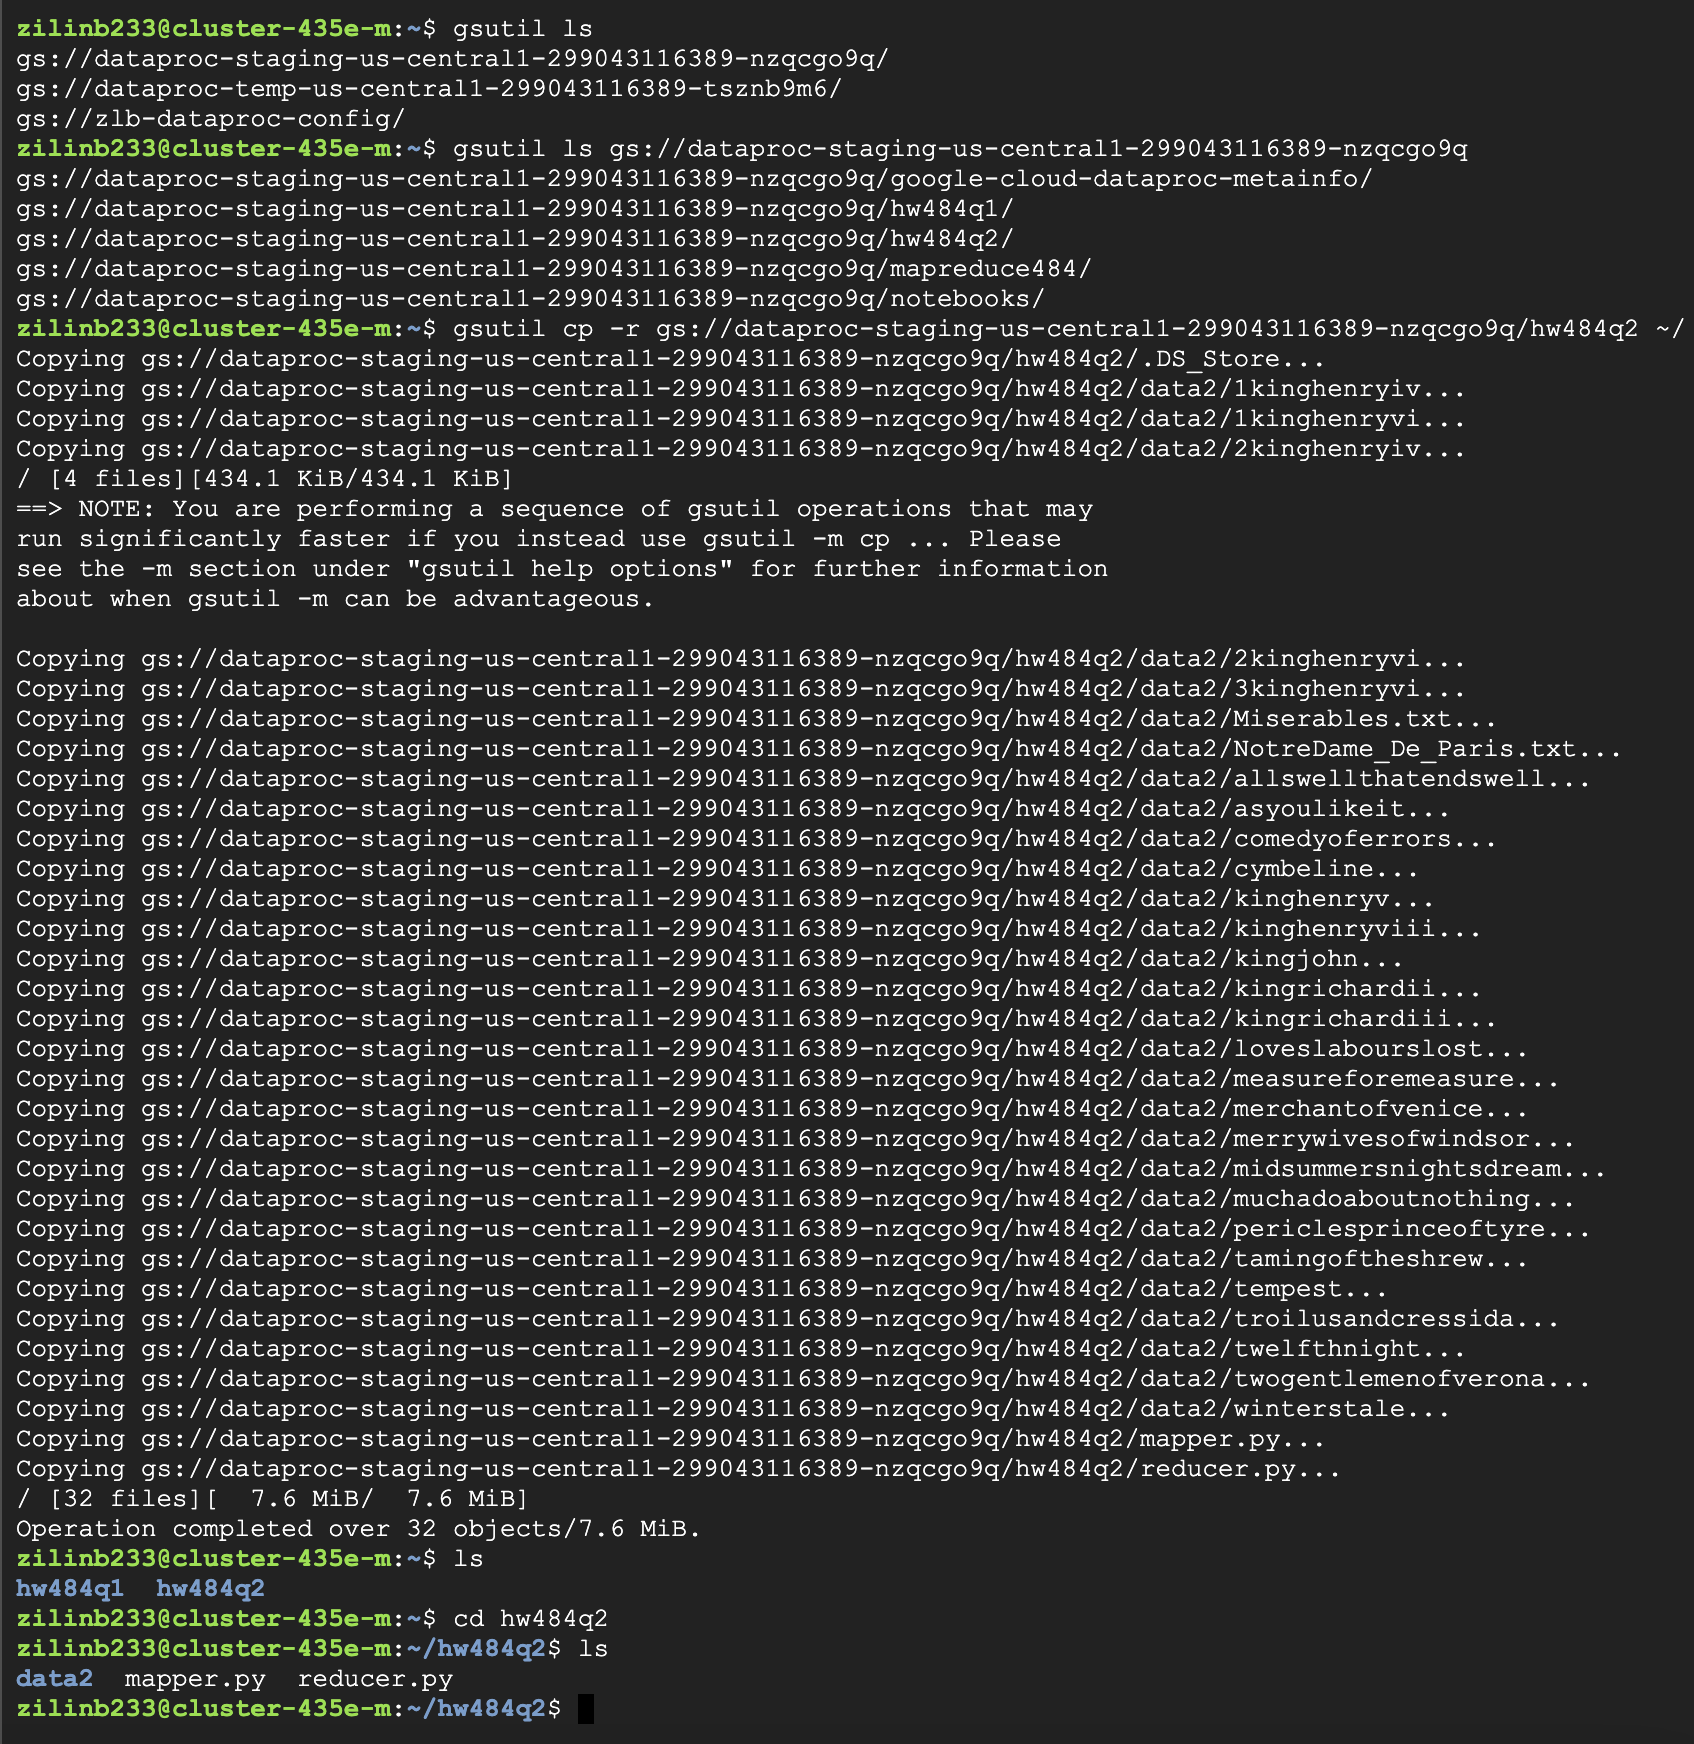 zilinb233@cluster-435e-m:~$ gsutil ls
gs://dataproc-staging-us-central1-299043116389-nzqcgo9q/
gs://dataproc-temp-us-central1-299043116389-tsznb9m6/
gs://zlb-dataproc-config/
zilinb233@cluster-435e-m:~$ gsutil ls gs://dataproc-staging-us-central1-299043116389-nzqcgo9q
gs://dataproc-staging-us-central1-299043116389-nzqcgo9q/google-cloud-dataproc-metainfo/
gs://dataproc-staging-us-central1-299043116389-nzqcgo9q/hw484q1/
gs://dataproc-staging-us-central1-299043116389-nzqcgo9q/hw484q2/
gs://dataproc-staging-us-central1-299043116389-nzqcgo9q/mapreduce484/
gs://dataproc-staging-us-central1-299043116389-nzqcgo9q/notebooks/
zilinb233@cluster-435e-m:~$ gsutil cp -r gs://dataproc-staging-us-central1-299043116389-nzqcgo9q/hw484q2 ~/
Copying gs://dataproc-staging-us-central1-299043116389-nzqcgo9q/hw484q2/.DS_Store...
Copying gs://dataproc-staging-us-central1-299043116389-nzqcgo9q/hw484q2/data2/1kinghenryiv...
Copying gs://dataproc-staging-us-central1-299043116389-nzqcgo9q/hw484q2/data2/1kinghenryvi...
Copying gs://dataproc-staging-us-central1-299043116389-nzqcgo9q/hw484q2/data2/2kinghenryiv...
/ [4 files][434.1 KiB/434.1 KiB]
==> NOTE: You are performing a sequence of gsutil operations that may
run significantly faster if you instead use gsutil -m cp ... Please
see the -m section under "gsutil help options" for further information
about when gsutil -m can be advantageous.

Copying gs://dataproc-staging-us-central1-299043116389-nzqcgo9q/hw484q2/data2/2kinghenryvi...
Copying gs://dataproc-staging-us-central1-299043116389-nzqcgo9q/hw484q2/data2/3kinghenryvi...
Copying gs://dataproc-staging-us-central1-299043116389-nzqcgo9q/hw484q2/data2/Miserables.txt...
Copying gs://dataproc-staging-us-central1-299043116389-nzqcgo9q/hw484q2/data2/NotreDame_De_Paris.txt...
Copying gs://dataproc-staging-us-central1-299043116389-nzqcgo9q/hw484q2/data2/allswellthatendswell...
Copying gs://dataproc-staging-us-central1-299043116389-nzqcgo9q/hw484q2/data2/asyoulikeit...
Copying gs://dataproc-staging-us-central1-299043116389-nzqcgo9q/hw484q2/data2/comedyoferrors...
Copying gs://dataproc-staging-us-central1-299043116389-nzqcgo9q/hw484q2/data2/cymbeline...
Copying gs://dataproc-staging-us-central1-299043116389-nzqcgo9q/hw484q2/data2/kinghenryv...
Copying gs://dataproc-staging-us-central1-299043116389-nzqcgo9q/hw484q2/data2/kinghenryviii...
Copying gs://dataproc-staging-us-central1-299043116389-nzqcgo9q/hw484q2/data2/kingjohn...
Copying gs://dataproc-staging-us-central1-299043116389-nzqcgo9q/hw484q2/data2/kingrichardii...
Copying gs://dataproc-staging-us-central1-299043116389-nzqcgo9q/hw484q2/data2/kingrichardiii...
Copying gs://dataproc-staging-us-central1-299043116389-nzqcgo9q/hw484q2/data2/loveslabourslost...
Copying gs://dataproc-staging-us-central1-299043116389-nzqcgo9q/hw484q2/data2/measureforemeasure...
Copying gs://dataproc-staging-us-central1-299043116389-nzqcgo9q/hw484q2/data2/merchantofvenice...
Copying gs://dataproc-staging-us-central1-299043116389-nzqcgo9q/hw484q2/data2/merrywivesofwindsor...
Copying gs://dataproc-staging-us-central1-299043116389-nzqcgo9q/hw484q2/data2/midsummersnightsdream...
Copying gs://dataproc-staging-us-central1-299043116389-nzqcgo9q/hw484q2/data2/muchadoaboutnothing...
Copying gs://dataproc-staging-us-central1-299043116389-nzqcgo9q/hw484q2/data2/periclesprinceoftyre...
Copying gs://dataproc-staging-us-central1-299043116389-nzqcgo9q/hw484q2/data2/tamingoftheshrew...
Copying gs://dataproc-staging-us-central1-299043116389-nzqcgo9q/hw484q2/data2/tempest...
Copying gs://dataproc-staging-us-central1-299043116389-nzqcgo9q/hw484q2/data2/troilusandcressida...
Copying gs://dataproc-staging-us-central1-299043116389-nzqcgo9q/hw484q2/data2/twelfthnight...
Copying gs://dataproc-staging-us-central1-299043116389-nzqcgo9q/hw484q2/data2/twogentlemenofverona...
Copying gs://dataproc-staging-us-central1-299043116389-nzqcgo9q/hw484q2/data2/winterstale...
Copying gs://dataproc-staging-us-central1-299043116389-nzqcgo9q/hw484q2/mapper.py...
Copying gs://dataproc-staging-us-central1-299043116389-nzqcgo9q/hw484q2/reducer.py...
/ [32 files][  7.6 MiB/  7.6 MiB]
Operation completed over 32 objects/7.6 MiB.
zilinb233@cluster-435e-m:~$ ls
hw484q1  hw484q2
zilinb233@cluster-435e-m:~$ cd hw484q2
zilinb233@cluster-435e-m:~/hw484q2$ ls
data2  mapper.py  reducer.py
zilinb233@cluster-435e-m:~/hw484q2$